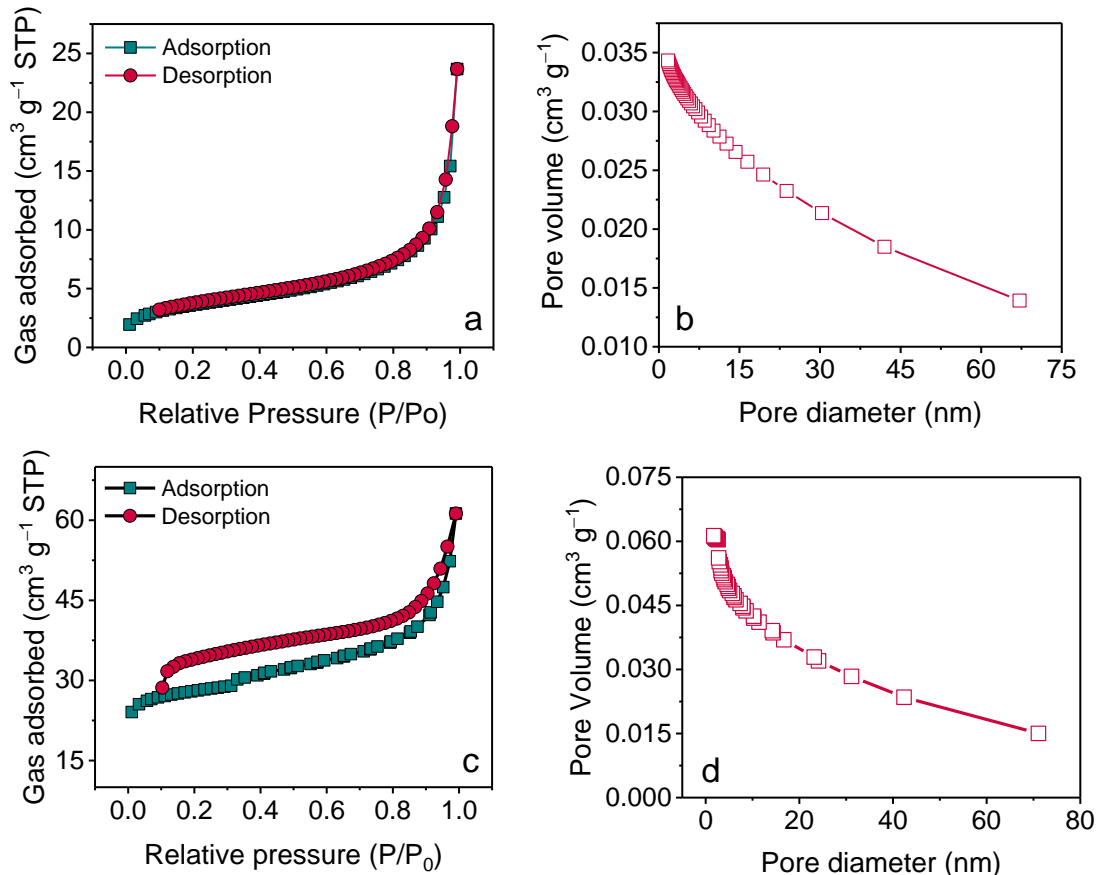 25
20
15
10
5
0
Gas adsorbed (cm³ g⁻¹ STP)
Adsorption
Desorption
a
0.0 0.2 0.4 0.6 0.8 1.0
Relative Pressure (P/Po)
0.035
0.030
0.025
0.020
0.015
0.010
Pore volume (cm³ g⁻¹)
b
0 15 30 45 60 75
Pore diameter (nm)
60
45
30
15
Gas adsorbed (cm³ g⁻¹ STP)
Adsorption
Desorption
c
0.0 0.2 0.4 0.6 0.8 1.0
Relative pressure (P/P₀)
0.075
0.060
0.045
0.030
0.015
0.000
Pore Volume (cm³ g⁻¹)
d
0 20 40 60 80
Pore diameter (nm)